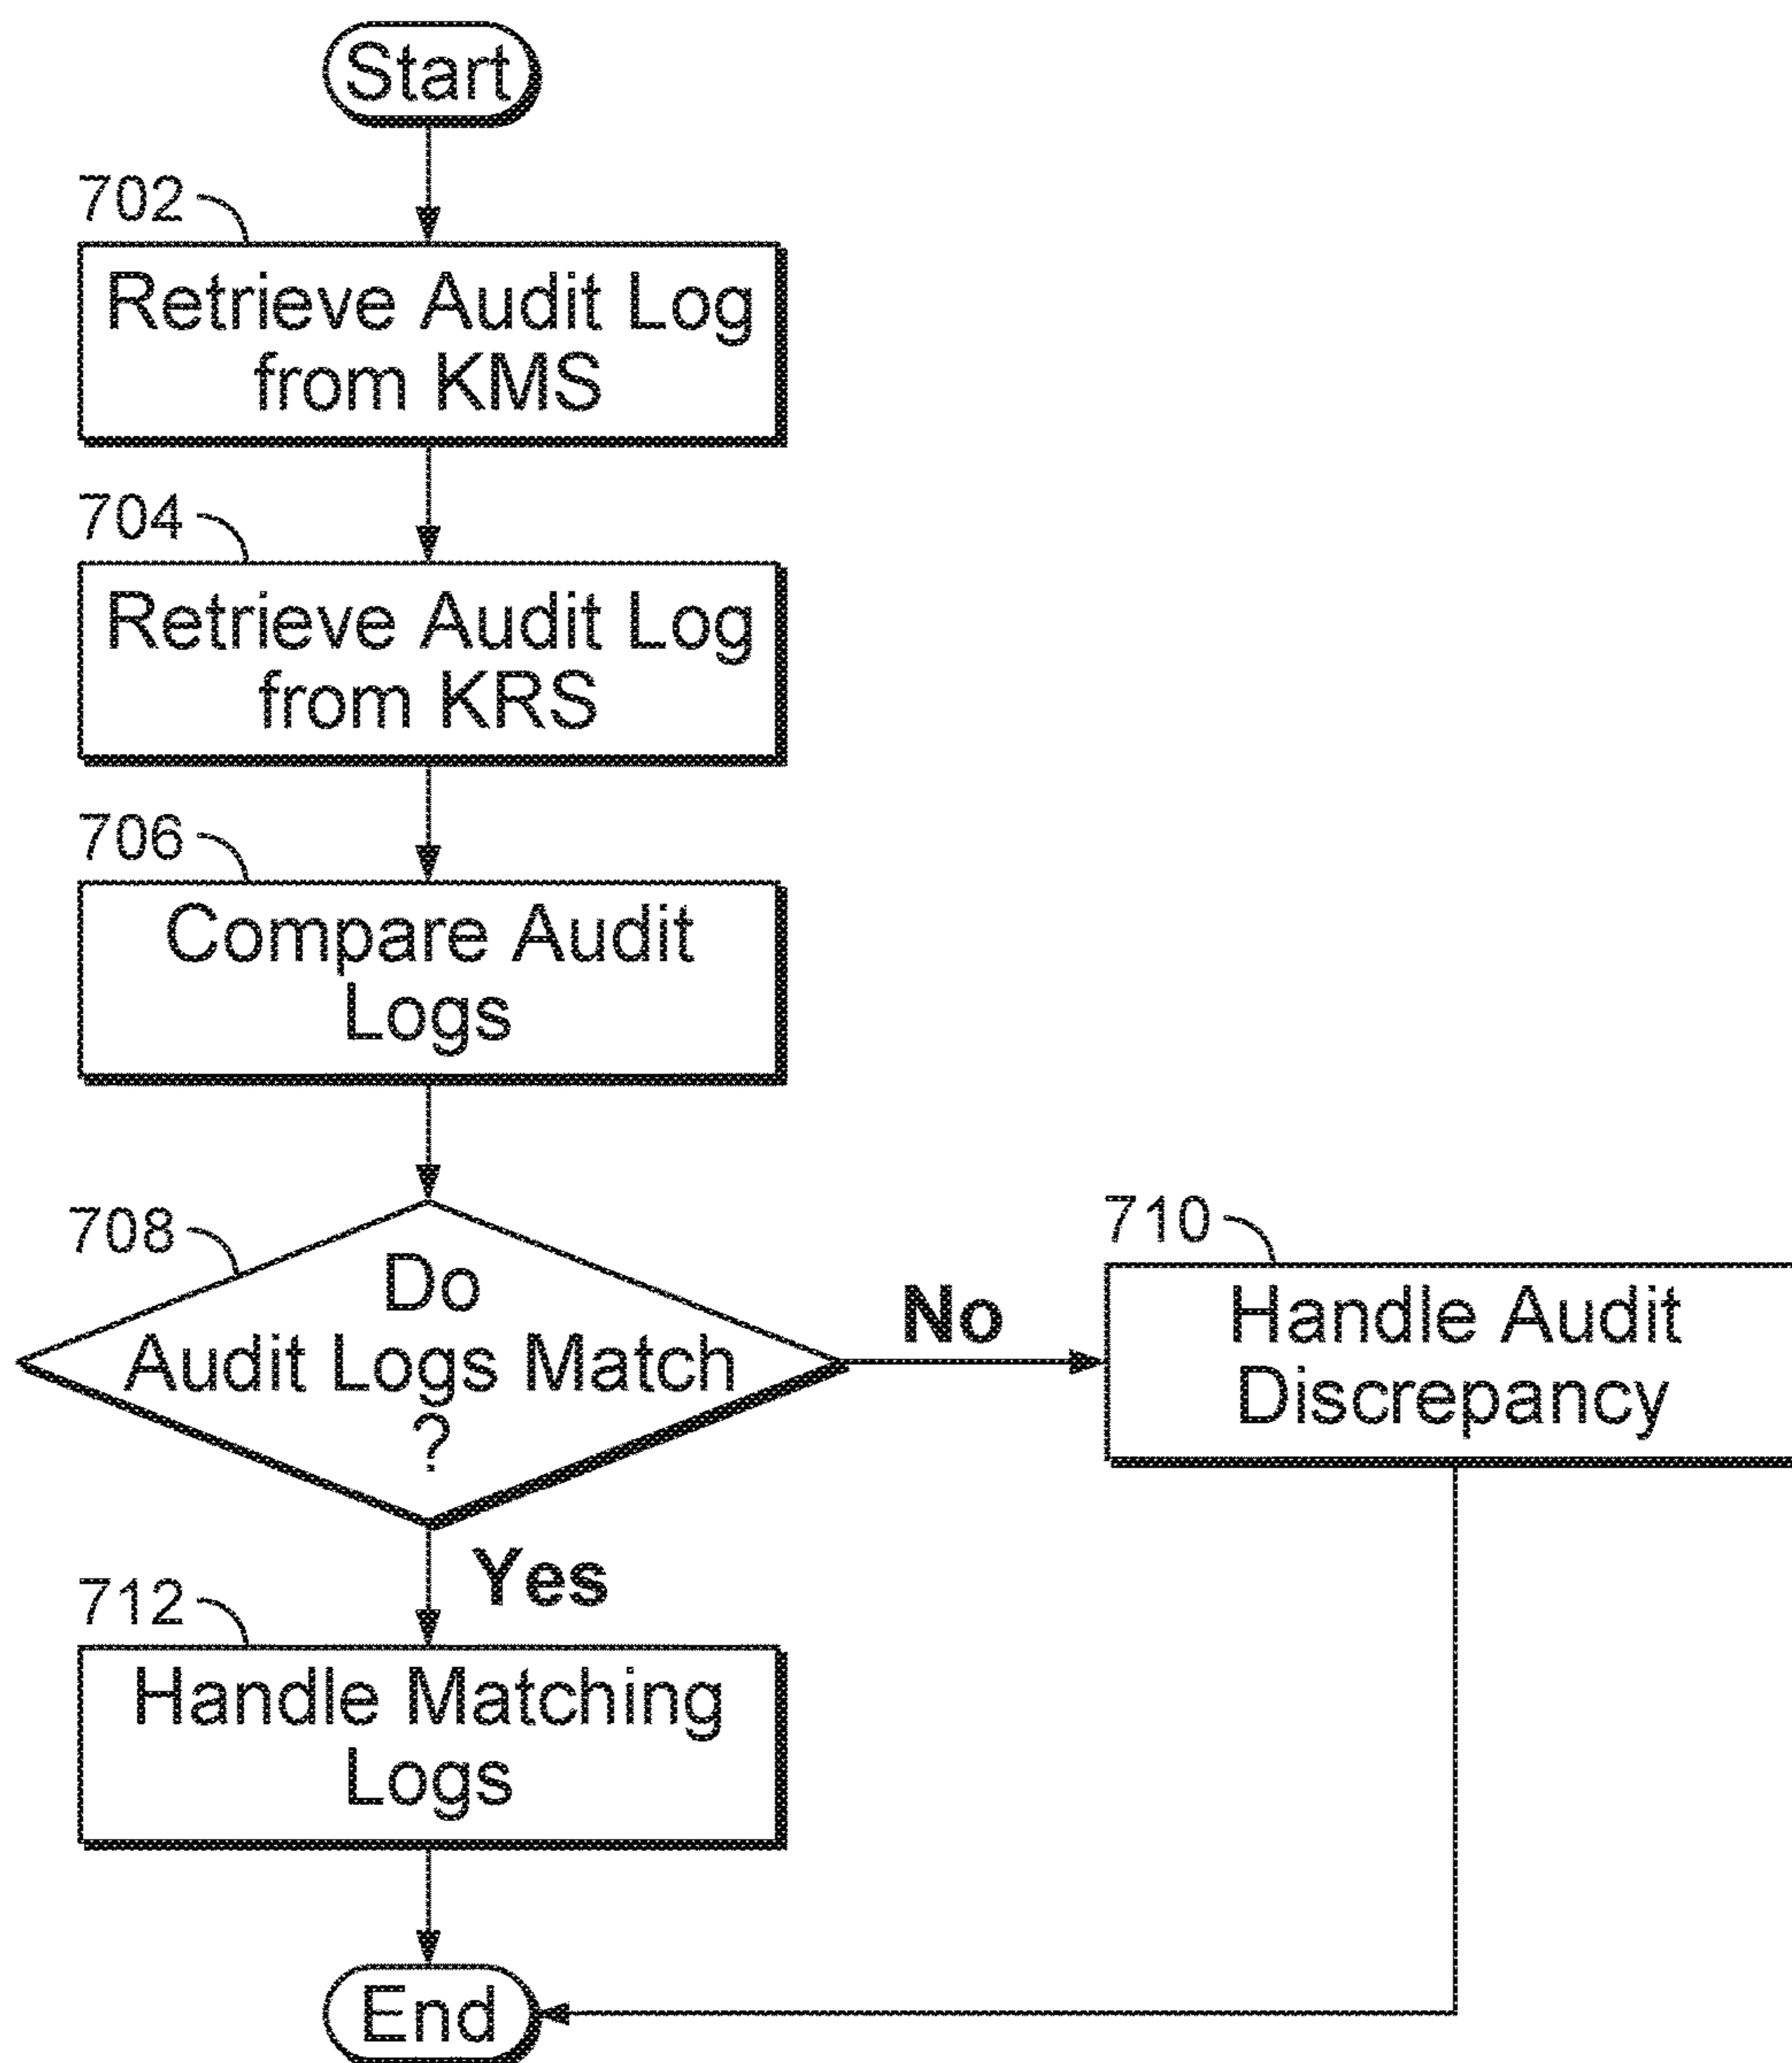 Start
702
Retrieve Audit Log
from KMS
704
Retrieve Audit Log
from KRS
706
Compare Audit
Logs
708
Do
Audit Logs Match
?
No
710
Handle Audit
Discrepancy
Yes
712
Handle Matching
Logs
End